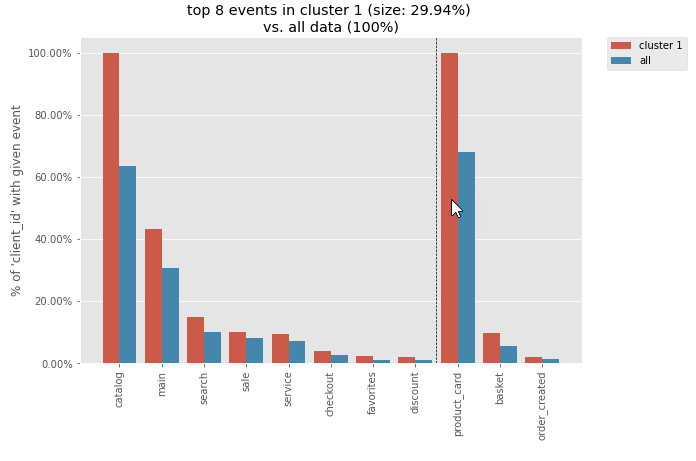 top 8 events in cluster 1 (size: 29.94%)
vs. all data (100%)
cluster 1
all
% of 'client_id' with given event
100.00%
80.00%
60.00%
40.00%
20.00%
0.00%
catalog
main
search
sale
service
checkout
favorites
discount
product_card
basket
order_created